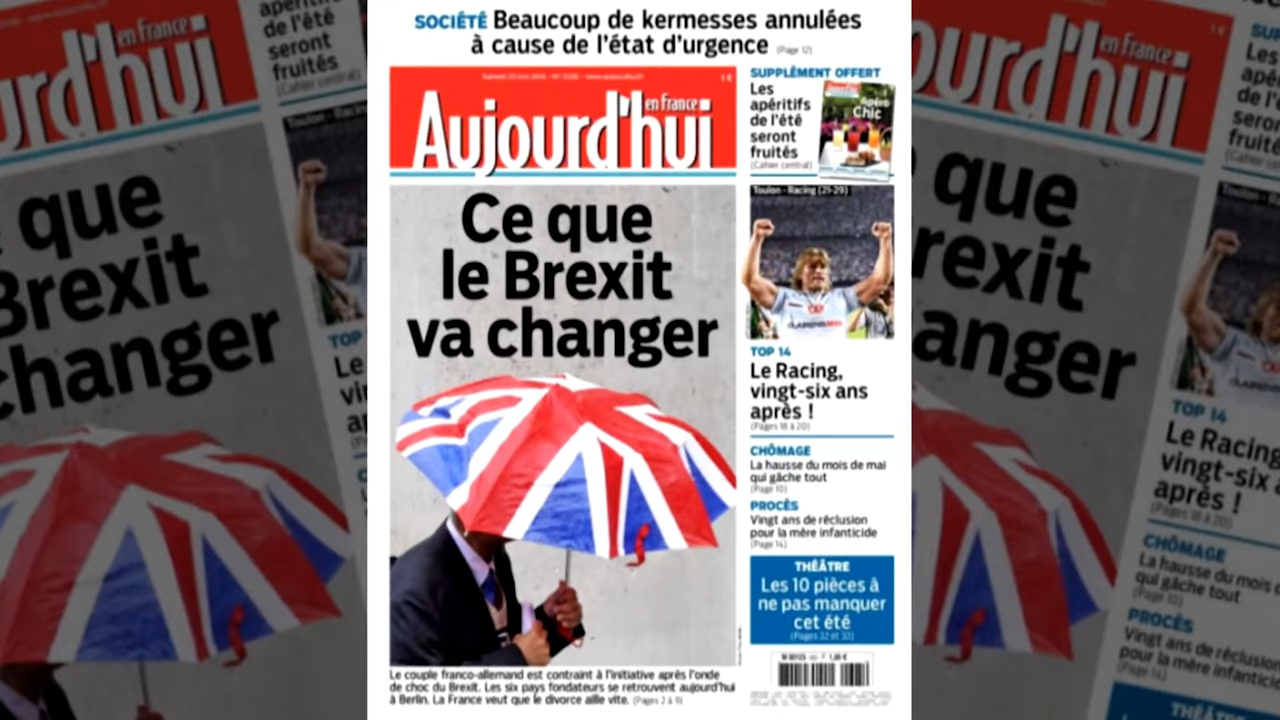 SOCIÉTÉ Beaucoup de kermesses annulées
à cause de l'état d'urgence (Page 12)
en France
Aujourd'hui
1 €
SUPPLÉMENT OFFERT
Les
apéritifs
de l'été
seront
fruités
(Cahier central)
Apéro
Chic
Ce que
le Brexit
va changer
Toulon - Racing (21-29)
TOP 14
Le Racing,
vingt-six ans
après !
(Pages 18 à 20)
CHÔMAGE
La hausse du mois de mai
qui gâche tout
(Page 10)
PROCÈS
Vingt ans de réclusion
pour la mère infanticide
(Page 14)
THÉÂTRE
Les 10 pièces à
ne pas manquer
cet été
(Pages 32 et 33)
Le couple franco-allemand est contraint à l'initiative après l'onde
de choc du Brexit. Les six pays fondateurs se retrouvent aujourd'hui
à Berlin. La France veut que le divorce aille vite. (Pages 2 à 9)